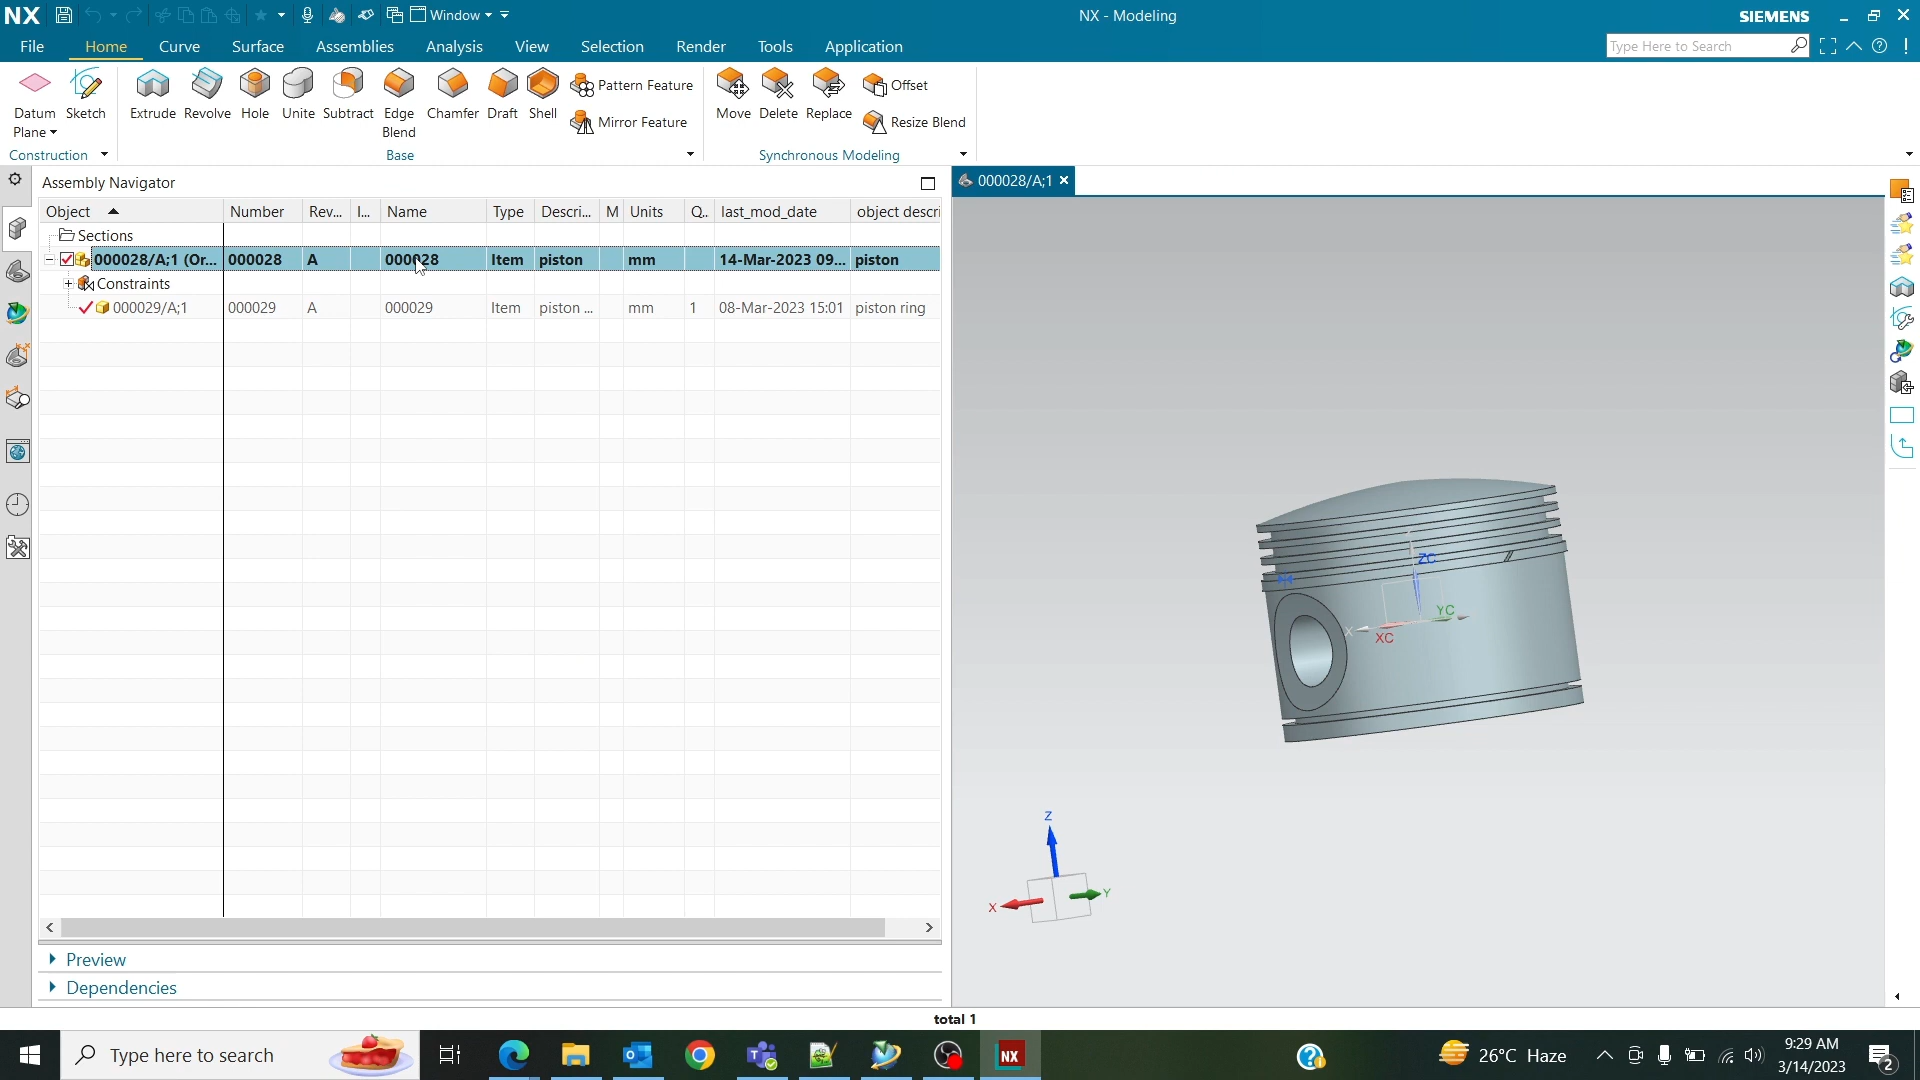 NX
Window
NX - Modeling
SIEMENS
File
Home
Curve
Surface
Assemblies
Analysis
View
Selection
Render
Tools
Application
Type Here to Search
Datum
Plane
Sketch
Extrude
Revolve
Hole
Unite
Subtract
Edge
Blend
Chamfer
Draft
Shell
Pattern Feature
Mirror Feature
Move
Delete
Replace
Offset
Resize Blend
Construction
Base
Synchronous Modeling
Assembly Navigator
000028/A;1
Object Number Rev... I... Name Type Descri... M Units Q.. last_mod_date object descri
Sections
000028/A;1 (Or... 000028 A 000028 Item piston mm 14-Mar-2023 09... piston
Constraints
000029/A;1 000029 A 000029 Item piston ... mm 1 08-Mar-2023 15:01 piston ring
ZC
YC
X
XC
Z
X
Y
Preview
Dependencies
total 1
Type here to search
NX
26°C Haze
9:29 AM
3/14/2023
2